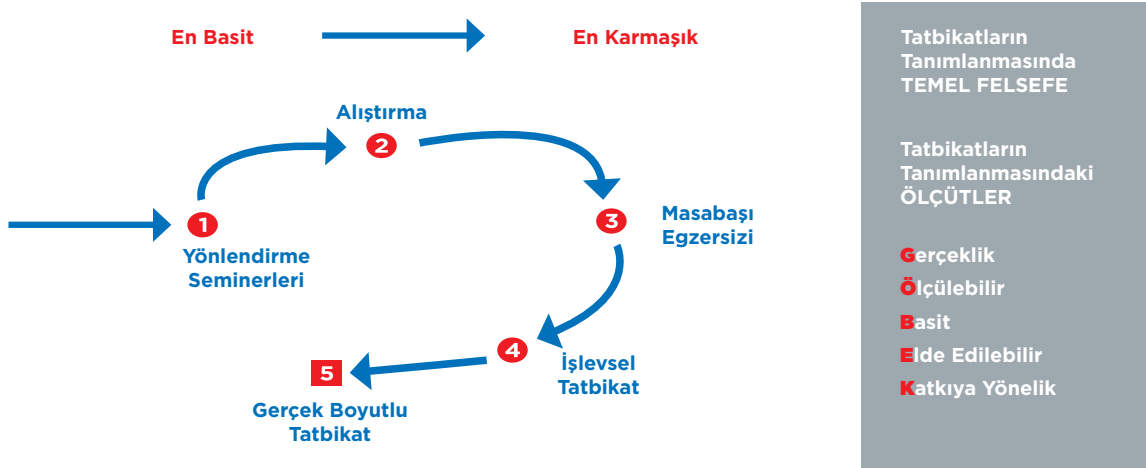 En Basit
En Karmaşık
Alıştırma
2
1
3
Masabaşı
Egzersizi
Yönlendirme
Seminerleri
4
İşlevsel
Tatbikat
5
Gerçek Boyutlu
Tatbikat
Tatbikatların
Tanımlanmasında
TEMEL FELSEFE
Tatbikatların
Tanımlanmasındaki
ÖLÇÜTLER
Gerçeklik
Ölçülebilir
Basit
Elde Edilebilir
Katkıya Yönelik